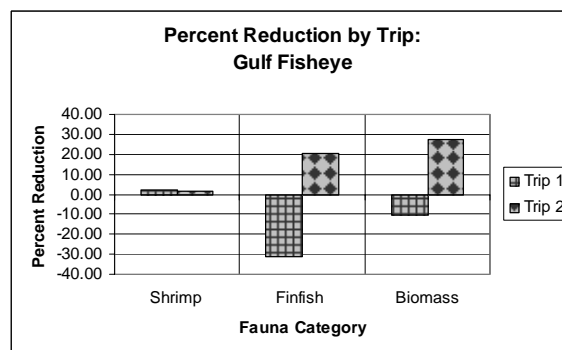 Percent Reduction by Trip:
Gulf Fisheye
Percent Reduction
40.00
30.00
20.00
10.00
0.00
-10.00
-20.00
-30.00
-40.00
Shrimp Finfish Biomass
Fauna Category
Trip 1
Trip 2